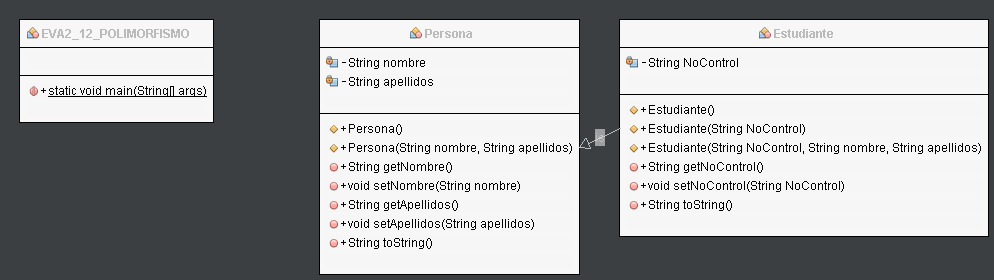 EVA2_12_POLIMORFISMO
+ static void main(String[] args)
Persona
- String nombre
- String apellidos
+ Persona()
+ Persona(String nombre, String apellidos)
+ String getNombre()
+ void setNombre(String nombre)
+ String getApellidos()
+ void setApellidos(String apellidos)
+ String toString()
Estudiante
- String NoControl
+ Estudiante()
+ Estudiante(String NoControl)
+ Estudiante(String NoControl, String nombre, String apellidos)
+ String getNoControl()
+ void setNoControl(String NoControl)
+ String toString()